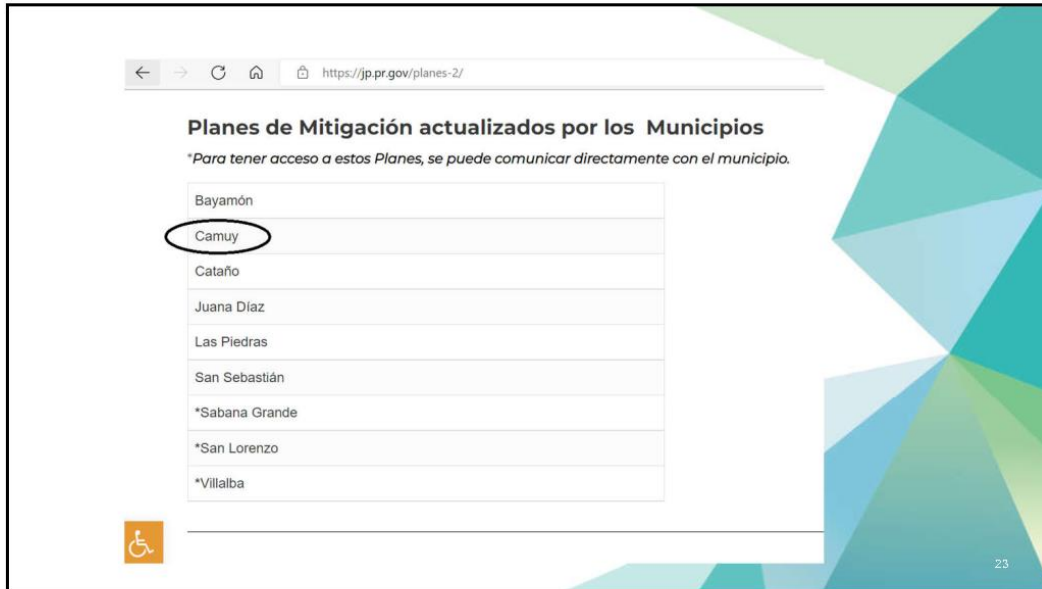 https://jp.pr.gov/planes-2/
Planes de Mitigación actualizados por los Municipios
*Para tener acceso a estos Planes, se puede comunicar directamente con el municipio.
Bayamón
Camuy
Cataño
Juana Díaz
Las Piedras
San Sebastián
*Sabana Grande
*San Lorenzo
*Villalba
23